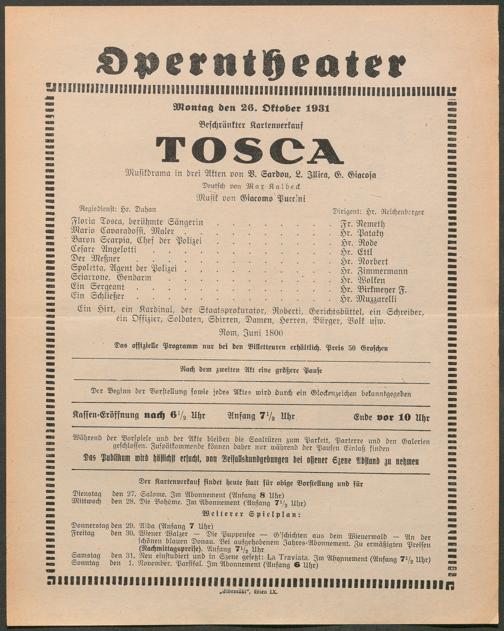 Operntheater
Montag den 26. Oktober 1931
Beschränkter Kartenverkauf
TOSCA
Musikdrama in drei Akten von V. Sardou, L. Illica, G. Giacosa
Deutsch von Max Kalbeck
Musik von Giacomo Puccini
Regiedienst: Hr. Duhan Dirigent: Hr. Reichenberger
Floria Tosca, berühmte Sängerin . . . . . . . . . . Fr. Nemeth
Mario Cavaradossi, Maler . . . . . . . . . . Hr. Pataky
Baron Scarpia, Chef der Polizei . . . . . . . . . . Hr. Rode
Cesare Angelotti . . . . . . . . . . Hr. Ettl
Der Meßner . . . . . . . . . . Hr. Norbert
Spoletta, Agent der Polizei . . . . . . . . . . Hr. Zimmermann
Sciarrone, Gendarm . . . . . . . . . . Hr. Wolken
Ein Sergeant . . . . . . . . . . Hr. Birkmeyer F.
Ein Schließer . . . . . . . . . . Hr. Muzzarelli
Ein Hirt, ein Kardinal, der Staatsprokurator, Roberti, Gerichtsbüttel, ein Schreiber,
ein Offizier, Soldaten, Sbirren, Damen, Herren, Bürger, Volk usw.
Rom, Juni 1800
Das offizielle Programm nur bei den Billetteuren erhältlich. Preis 50 Groschen
Nach dem zweiten Akt eine größere Pause
Der Beginn der Vorstellung sowie jedes Aktes wird durch ein Glockenzeichen bekanntgegeben
Kassen-Eröffnung nach 6½ Uhr Anfang 7½ Uhr Ende vor 10 Uhr
Während der Vorspiele und der Akte bleiben die Saaltüren zum Parkett, Parterre und den Galerien
geschlossen. Zuspätkommende können daher nur während der Pausen Einlaß finden
Das Publikum wird höflichst ersucht, von Beifallskundgebungen bei offener Szene Abstand zu nehmen
Der Kartenverkauf findet heute statt für obige Vorstellung und für
Dienstag den 27. Salome. Im Abonnement (Anfang 8 Uhr)
Mittwoch den 28. Die Bohème. Im Abonnement (Anfang 7½ Uhr)
Weiterer Spielplan:
Donnerstag den 29. Aida (Anfang 7 Uhr)
Freitag den 30. Wiener Walzer — Die Puppenfee — G'schichten aus dem Wienerwald — An der
schönen blauen Donau. Bei aufgehobenem Jahres-Abonnement. Zu ermäßigten Preisen
(Nachmittagspreise). Anfang 7½ Uhr
Samstag den 31. Neu einstudiert und in Szene gesetzt: La Traviata. Im Abonnement (Anfang 7½ Uhr)
Sonntag den 1. November. Parsifal. Im Abonnement (Anfang 6 Uhr)
„Elbemühl", Wien IX.